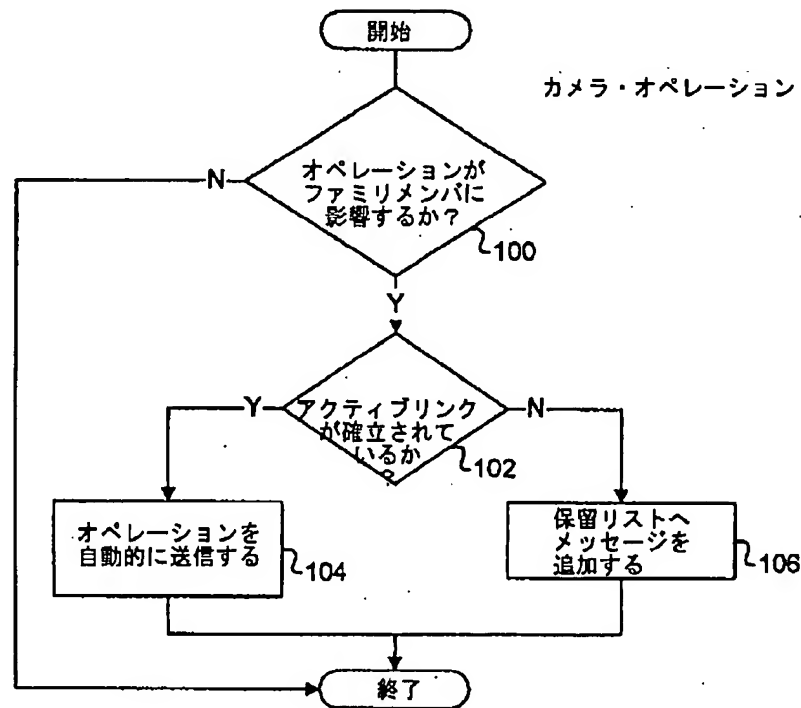 開始
カメラ・オペレーション
オペレーションが
ファミリメンバに
影響するか？
N
100
Y
アクティブリンク
が確立されて
いるか
?
Y
N
102
オペレーションを
自動的に送信する
104
保留リストへ
メッセージを
追加する
106
終了